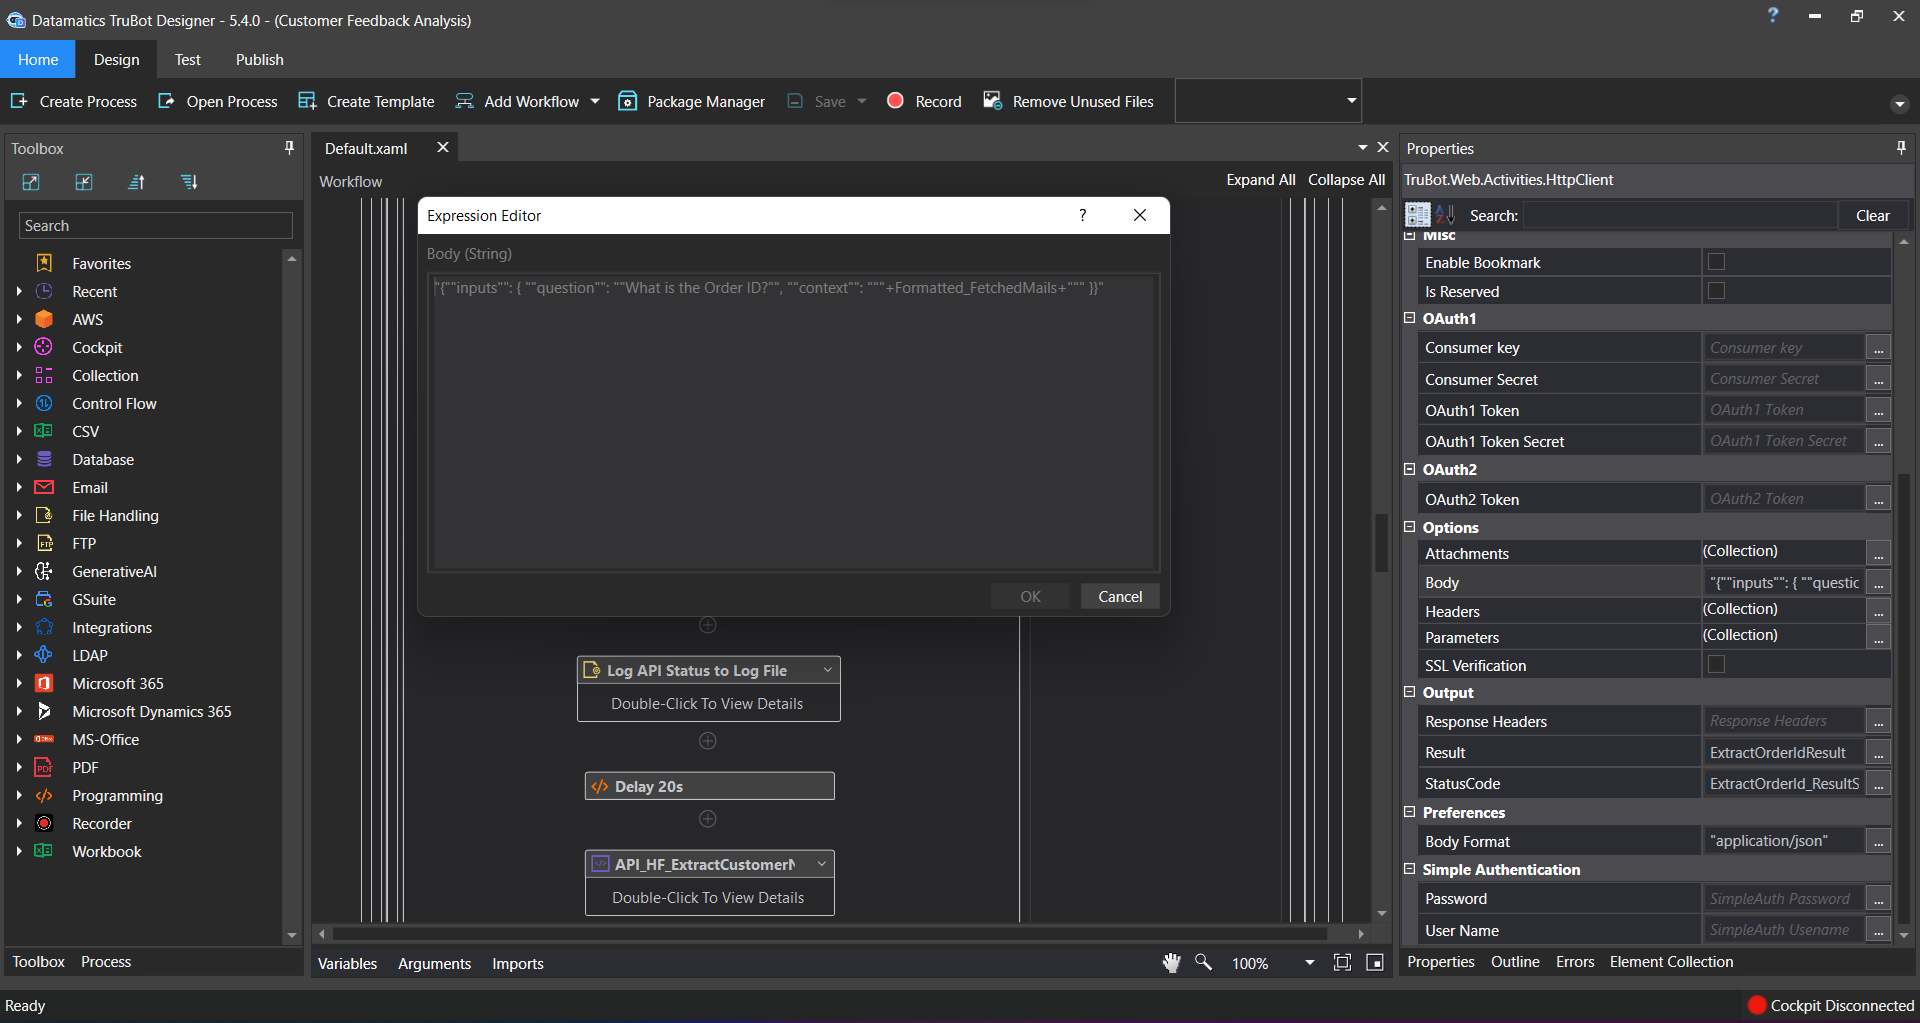 Datamatics TruBot Designer - 5.4.0 - (Customer Feedback Analysis)
?
Home Design Test Publish
Create Process Open Process Create Template Add Workflow Package Manager Save Record Remove Unused Files
Toolbox
Search
Favorites
Recent
AWS
Cockpit
Collection
Control Flow
CSV
Database
Email
File Handling
FTP
GenerativeAI
GSuite
Integrations
LDAP
Microsoft 365
Microsoft Dynamics 365
MS-Office
PDF
Programming
Recorder
Workbook
Toolbox Process
Default.xaml
Workflow
Expand All Collapse All
Expression Editor
?
Body (String)
"{""inputs"": { ""question"": ""What is the Order ID?"", ""context"": """+Formatted_FetchedMails+""" }}"
OK Cancel
Log API Status to Log File
Double-Click To View Details
Delay 20s
API_HF_ExtractCustomerN
Double-Click To View Details
Variables Arguments Imports
100%
Properties
TruBot.Web.Activities.HttpClient
Search: Clear
Misc
Enable Bookmark
Is Reserved
OAuth1
Consumer key Consumer key ...
Consumer Secret Consumer Secret ...
OAuth1 Token OAuth1 Token ...
OAuth1 Token Secret OAuth1 Token Secret ...
OAuth2
OAuth2 Token OAuth2 Token ...
Options
Attachments (Collection) ...
Body "{""inputs"": { ""questic ...
Headers (Collection) ...
Parameters (Collection) ...
SSL Verification
Output
Response Headers Response Headers ...
Result ExtractOrderIdResult ...
StatusCode ExtractOrderId_ResultS ...
Preferences
Body Format "application/json" ...
Simple Authentication
Password SimpleAuth Password ...
User Name SimpleAuth Usename ...
Properties Outline Errors Element Collection
Ready
Cockpit Disconnected